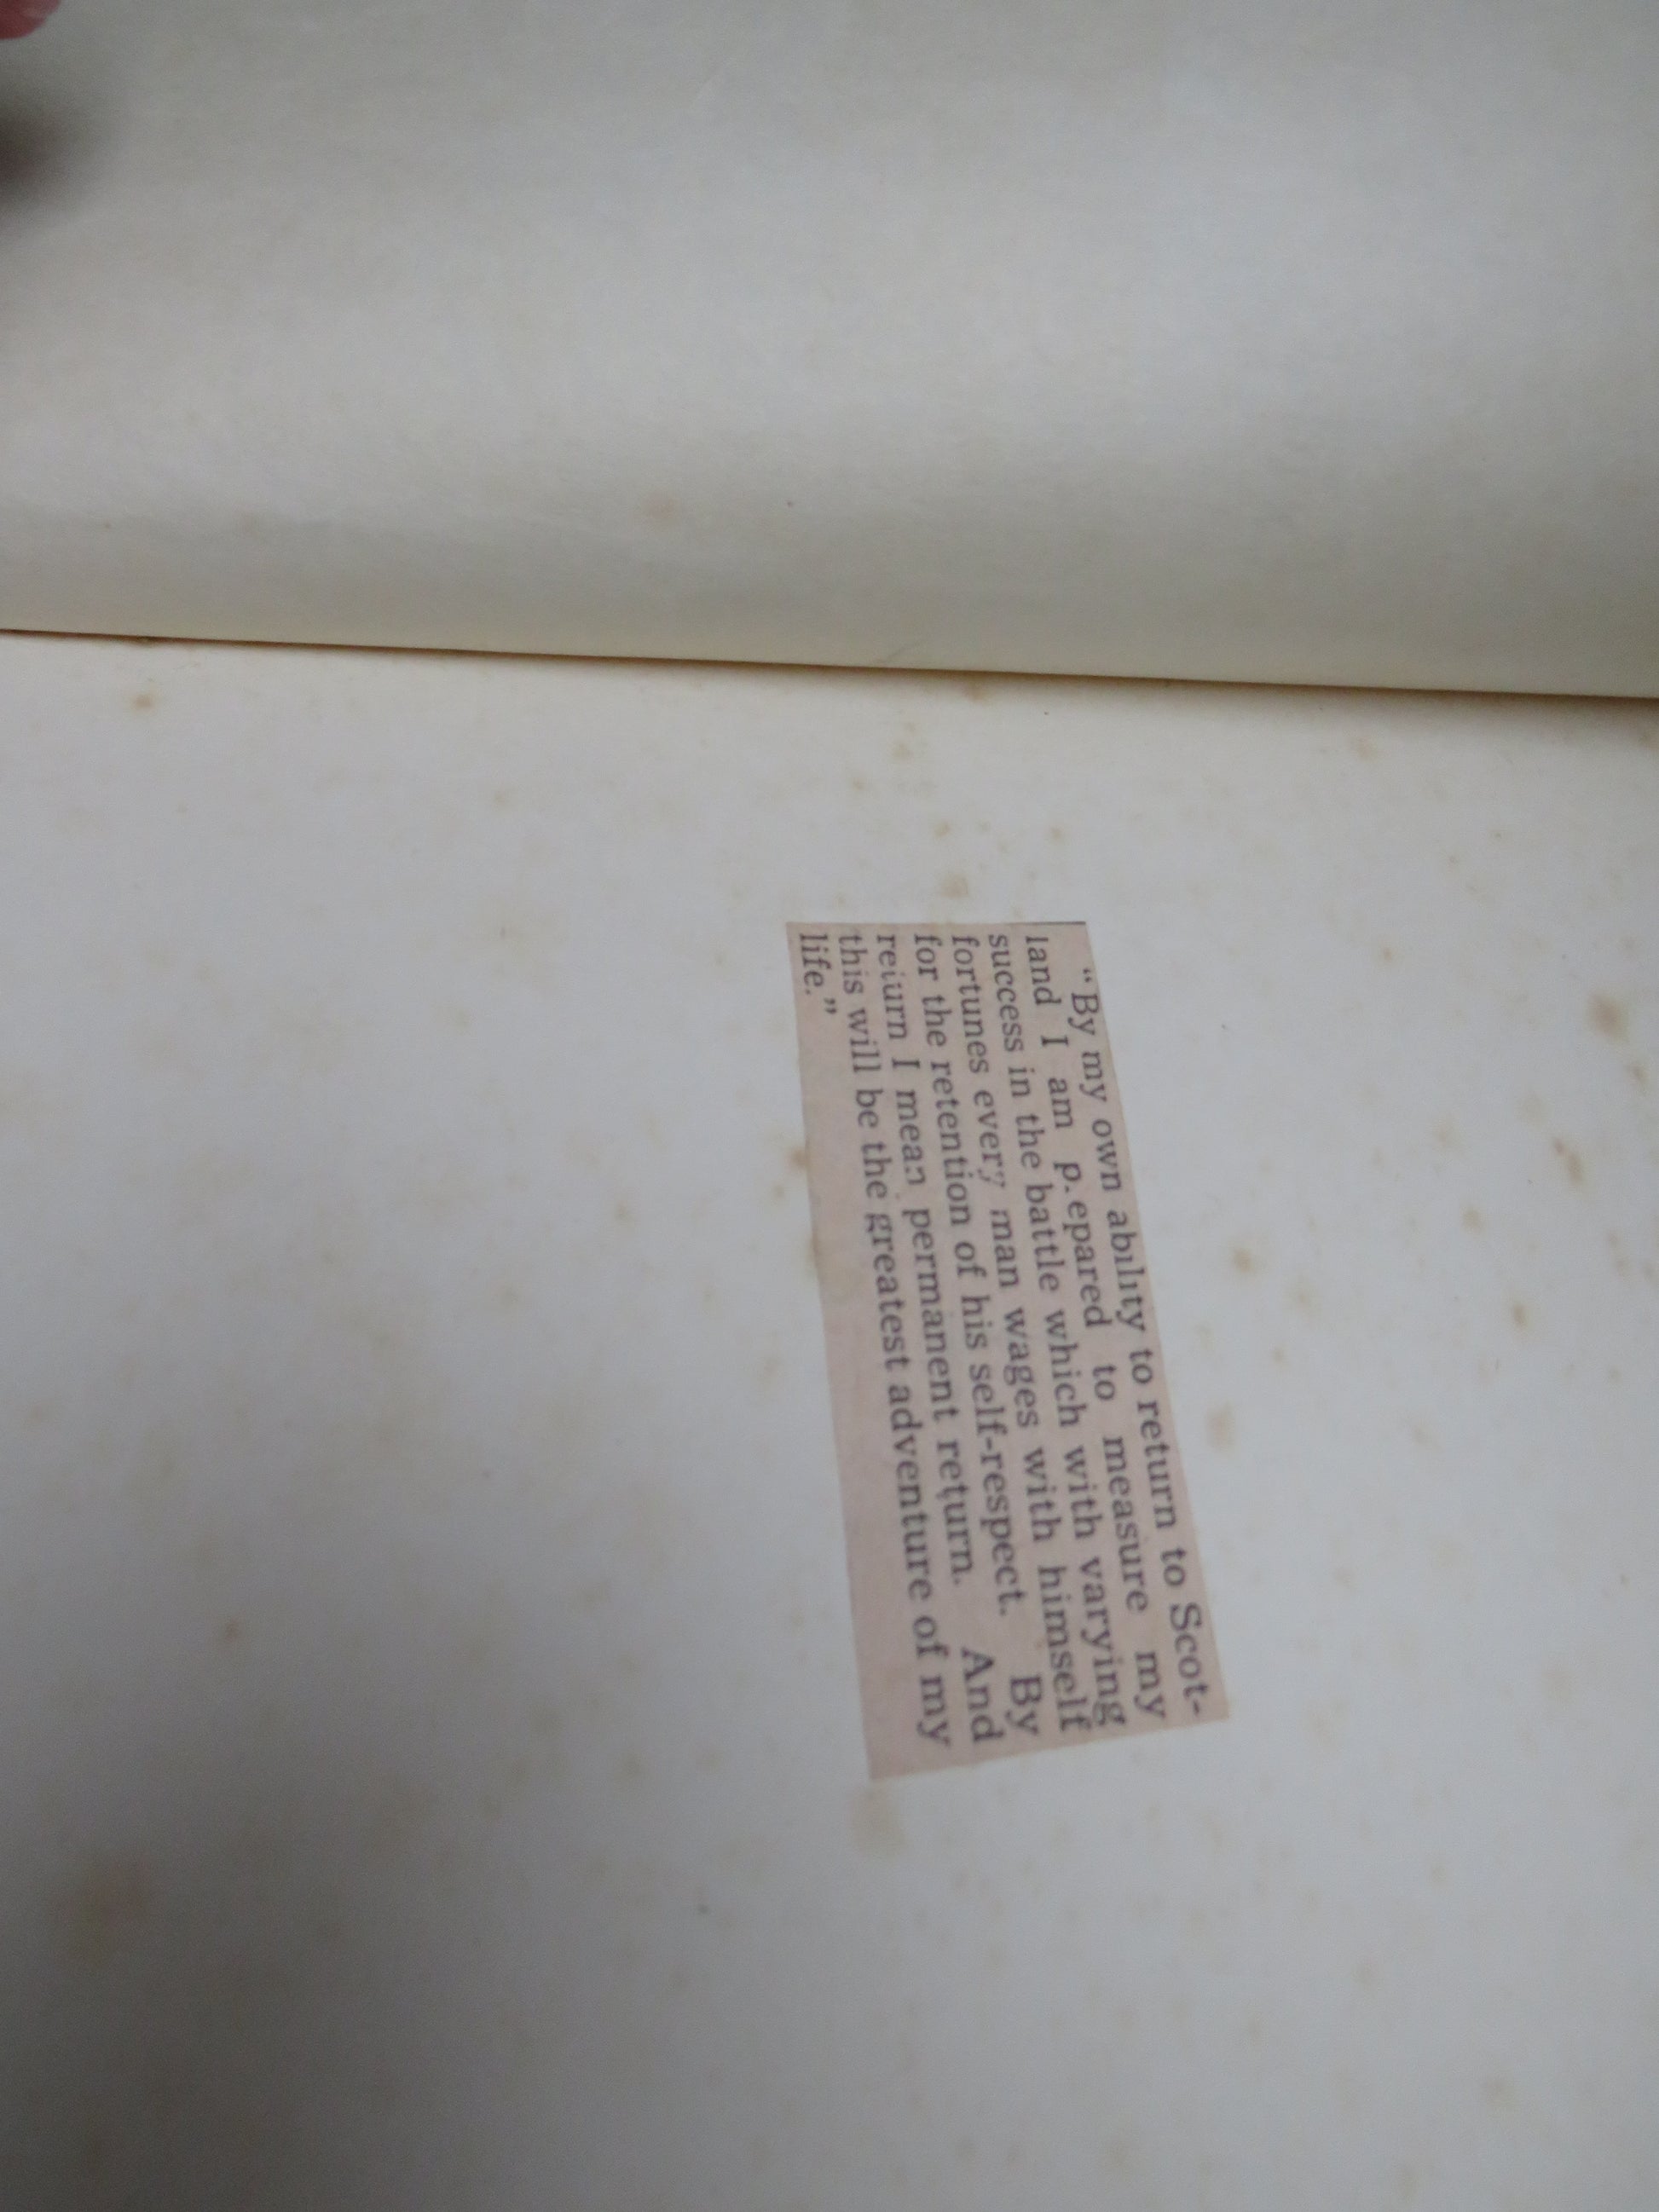 “By my own ability to return to Scot-
land I am p.epared to measure my
success in the battle which with varying
fortunes every man wages with himself
for the retention of his self-respect. By
return I mean permanent return. And
this will be the greatest adventure of my
life.”